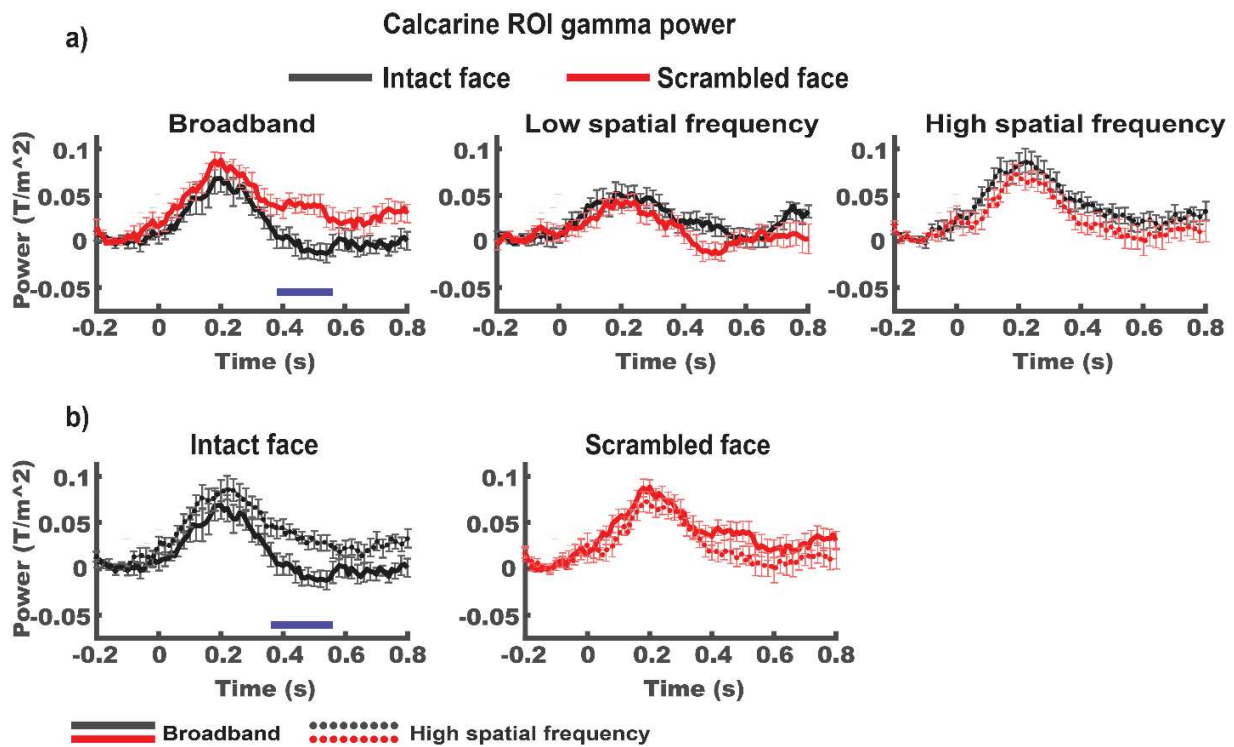 Calcarine ROI gamma power
a)
Intact face Scrambled face
Broadband Low spatial frequency High spatial frequency
Power (T/m^2)
0.1 0.1 0.1
0.05 0.05 0.05
0 0 0
-0.05 -0.05 -0.05
-0.2 0 0.2 0.4 0.6 0.8 -0.2 0 0.2 0.4 0.6 0.8 -0.2 0 0.2 0.4 0.6 0.8
Time (s) Time (s) Time (s)
b)
Intact face Scrambled face
Power (T/m^2)
0.1 0.1
0.05 0.05
0 0
-0.05 -0.05
-0.2 0 0.2 0.4 0.6 0.8 -0.2 0 0.2 0.4 0.6 0.8
Time (s) Time (s)
Broadband High spatial frequency